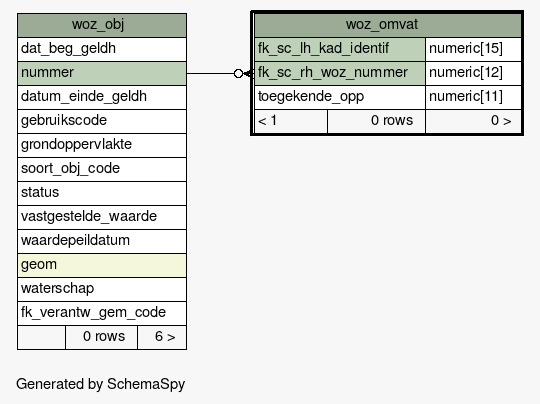 woz_obj
dat_beg_geldh
nummer
datum_einde_geldh
gebruikscode
grondoppervlakte
soort_obj_code
status
vastgestelde_waarde
waardepeildatum
geom
waterschap
fk_verantw_gem_code
0 rows 6 >
woz_omvat
fk_sc_lh_kad_identif numeric[15]
fk_sc_rh_woz_nummer numeric[12]
toegekende_opp numeric[11]
< 1 0 rows 0 >
Generated by SchemaSpy